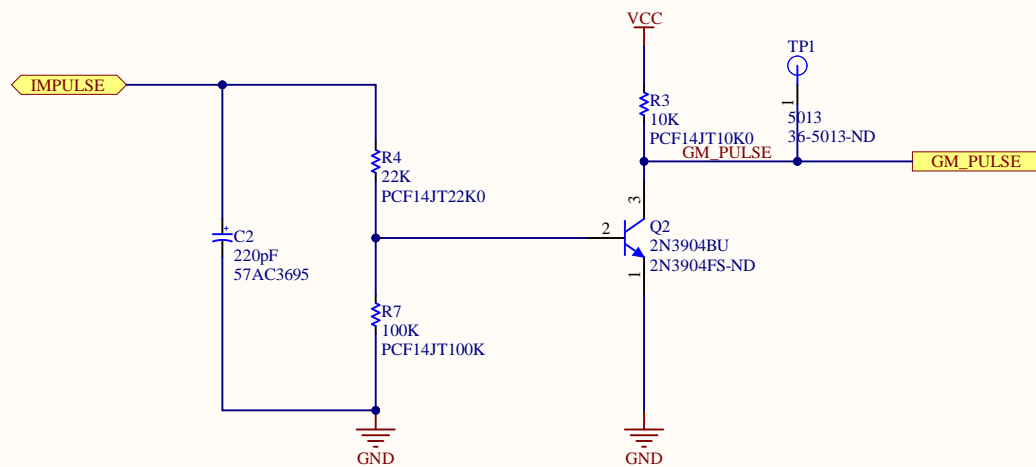 VCC
TP1
IMPULSE
R3
10K
PCF14JT10K0
1
5013
36-5013-ND
GM_PULSE
GM_PULSE
R4
22K
PCF14JT22K0
3
2
Q2
2N3904BU
2N3904FS-ND
1
+
C2
220pF
57AC3695
R7
100K
PCF14JT100K
GND
GND